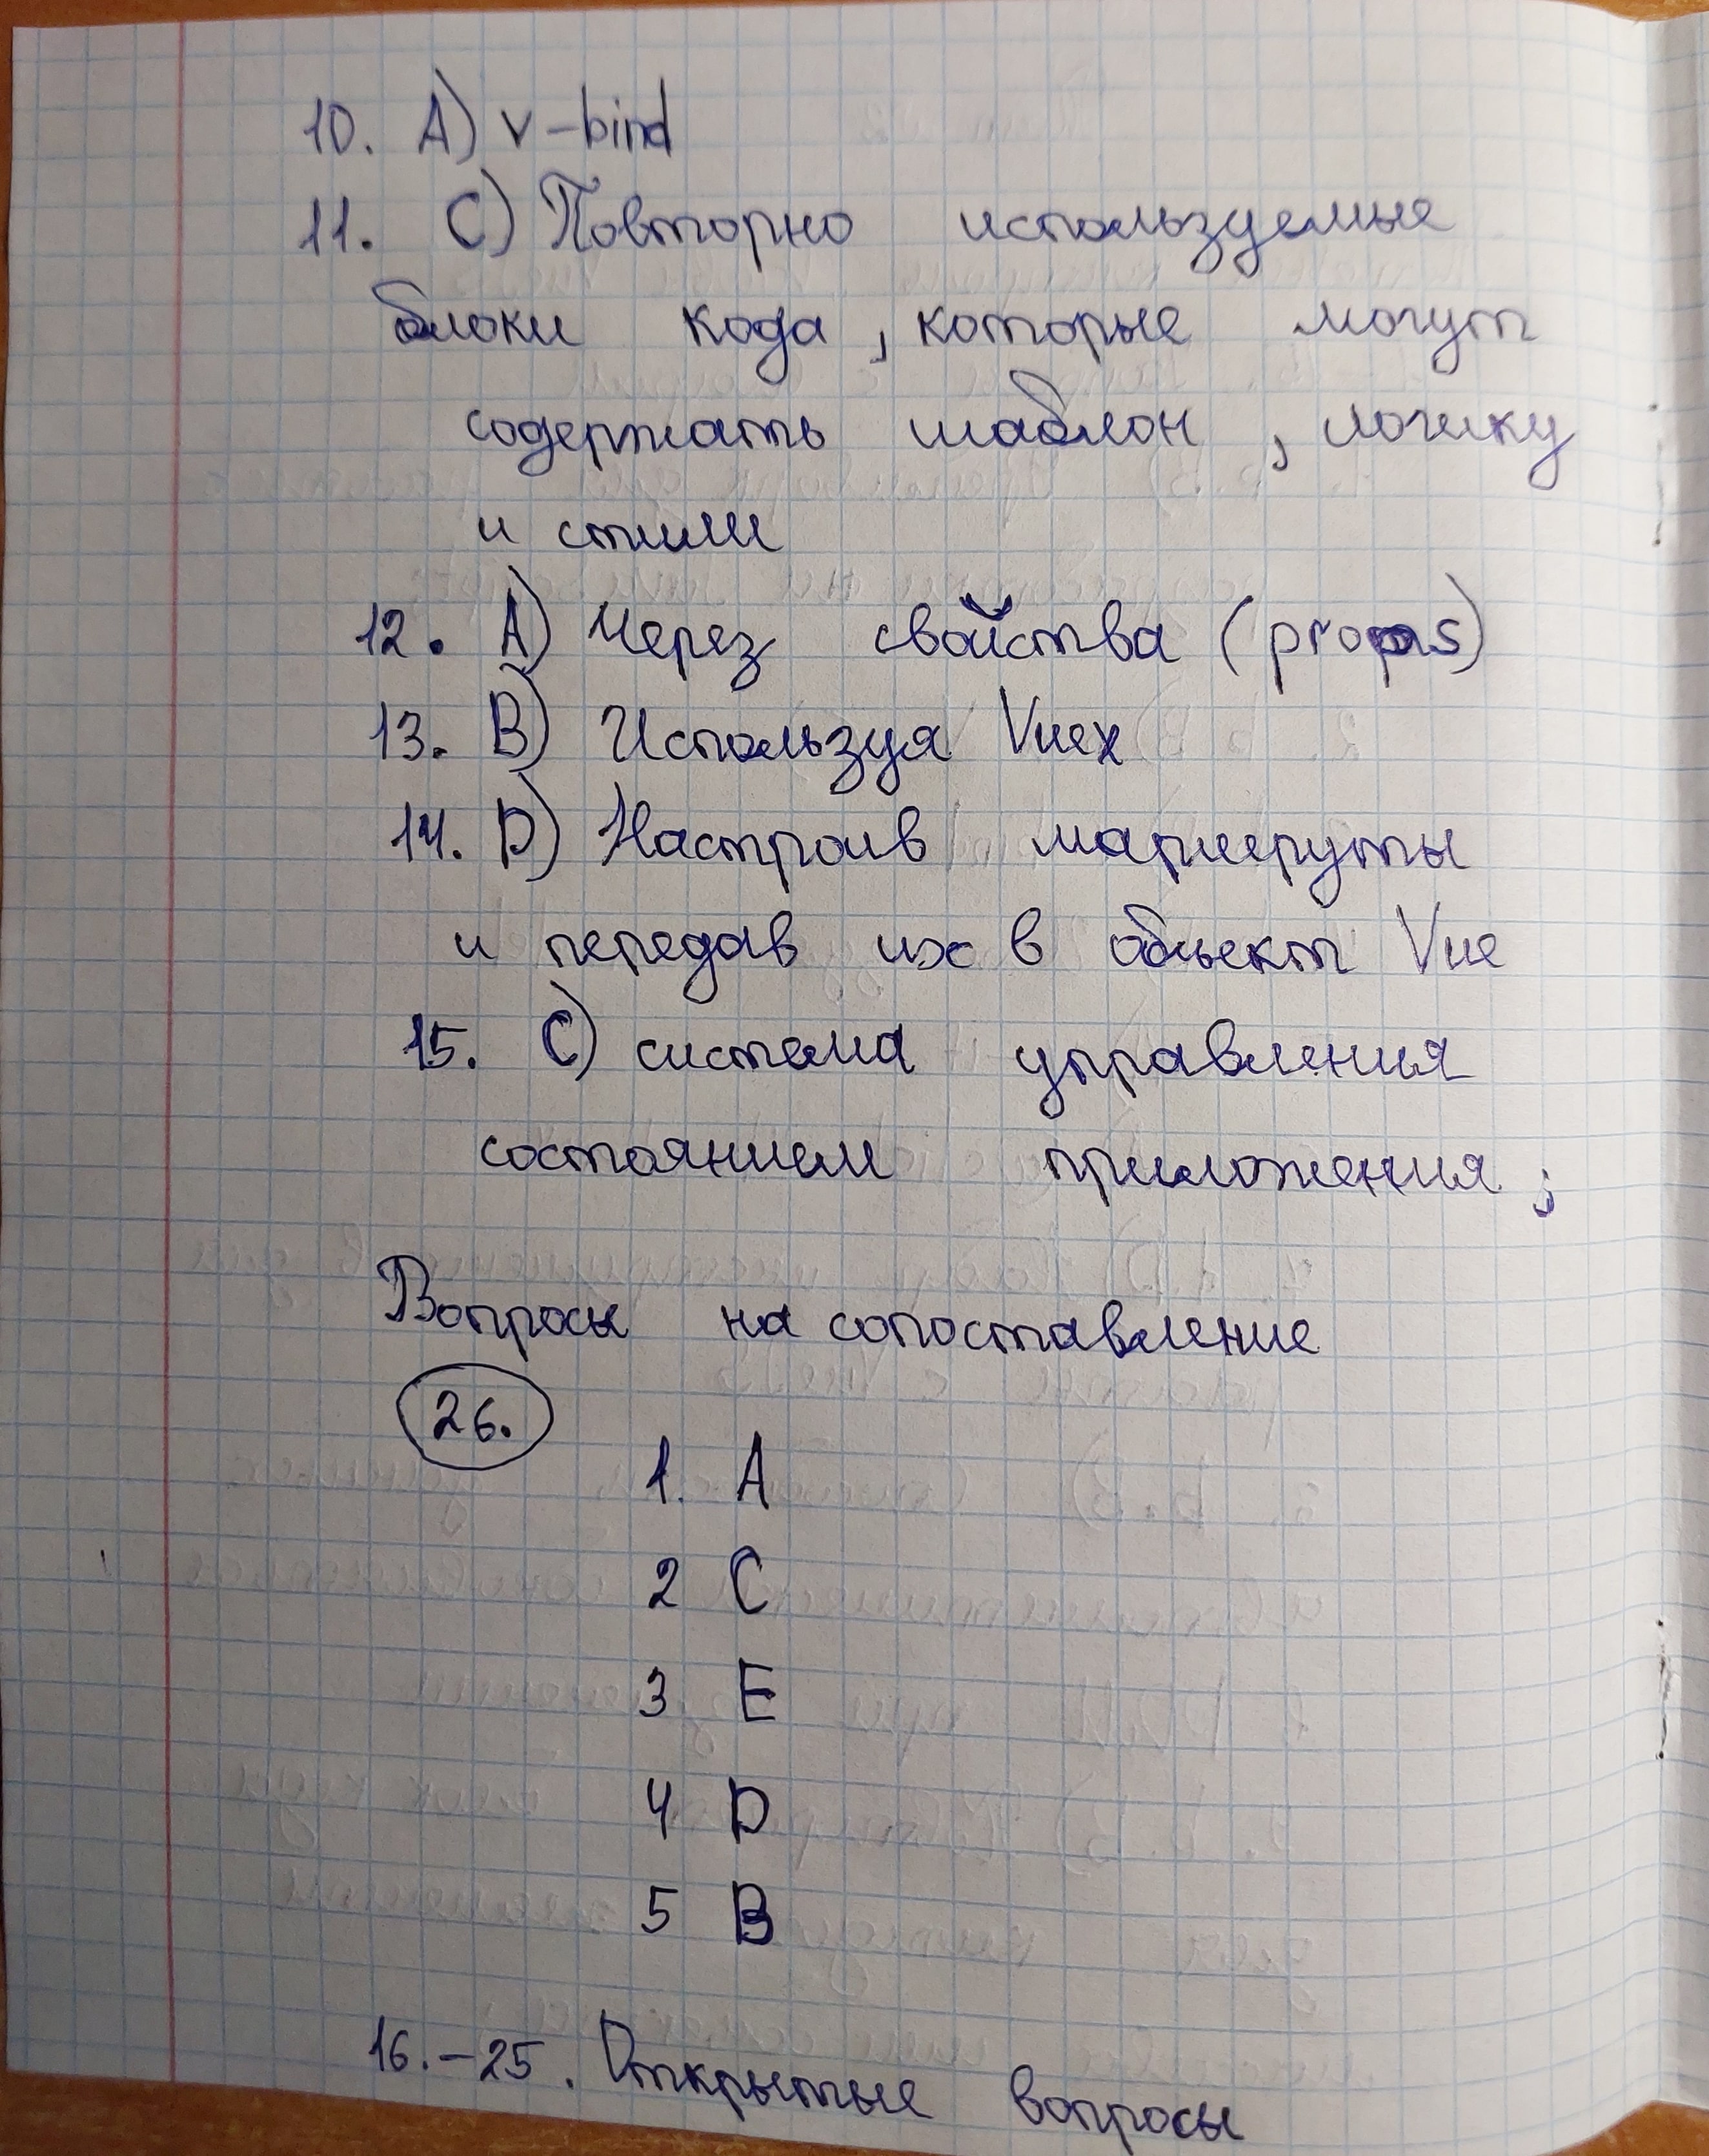 10. A) v-bind
11. C) Повторно используемые
блоки кода, которые могут
содержать шаблон, логику
и стили
12. A) Через свойства (props)
13. B) Используя Vuex
14. D) Настроив маршруты
и передав их в объект Vue
15. C) система управления
состоянием приложения;
Вопросы на сопоставление
26.
1. A
2 C
3 E
4 D
5 B
16.-25. Открытые вопросы